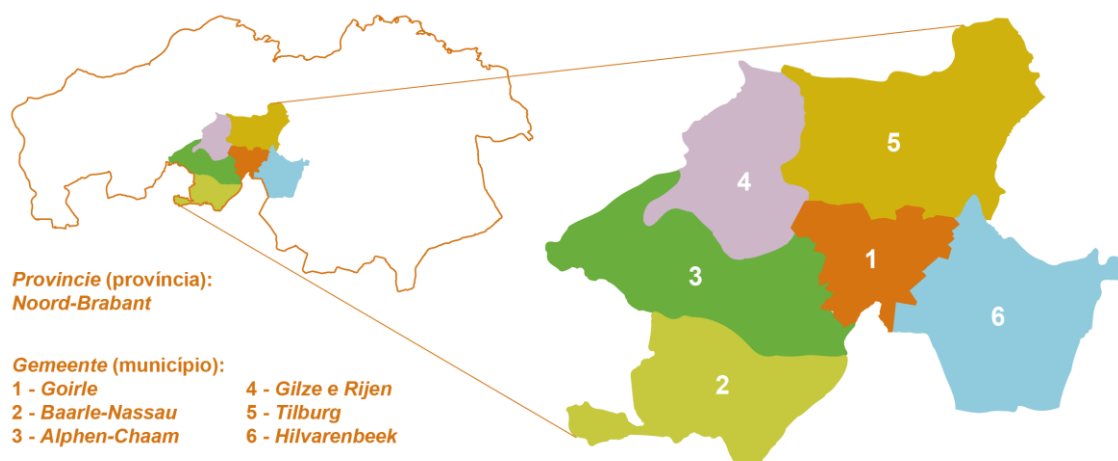 Provincie (província):
Noord-Brabant
Gemeente (município):
1 - Goirle
2 - Baarle-Nassau
3 - Alphen-Chaam
4 - Gilze e Rijen
5 - Tilburg
6 - Hilvarenbeek
5
4
1
3
6
2